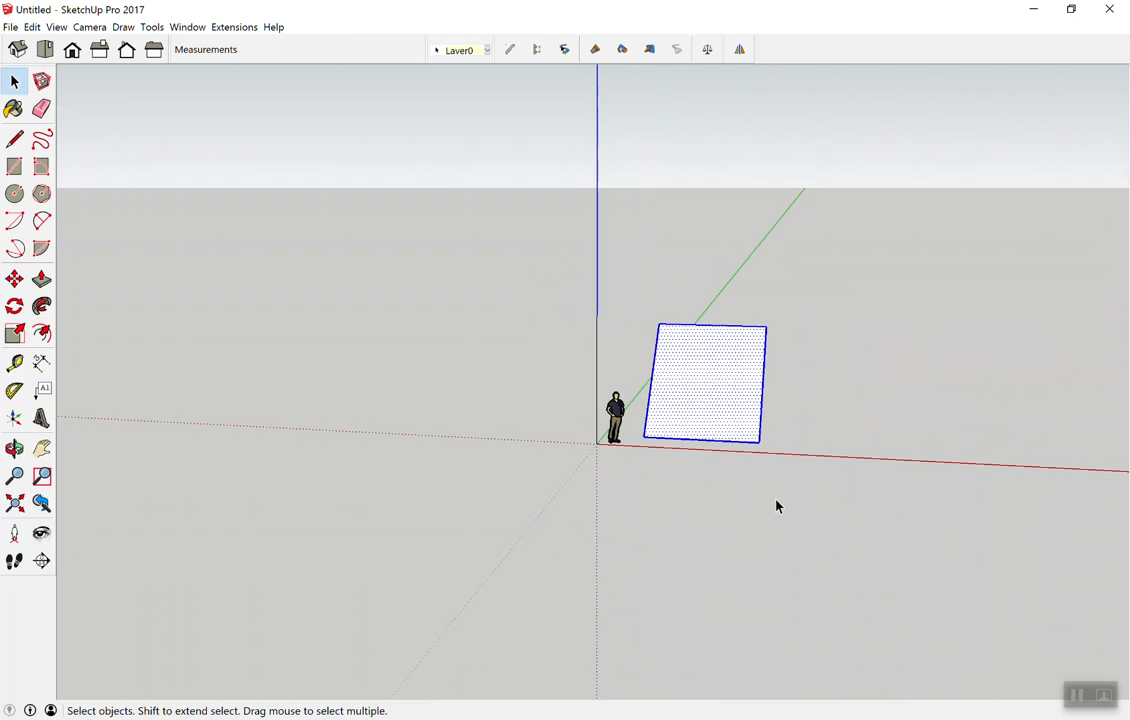 Untitled - SketchUp Pro 2017
File Edit View Camera Draw Tools Window Extensions Help
Measurements
Layer0
A1
Select objects. Shift to extend select. Drag mouse to select multiple.